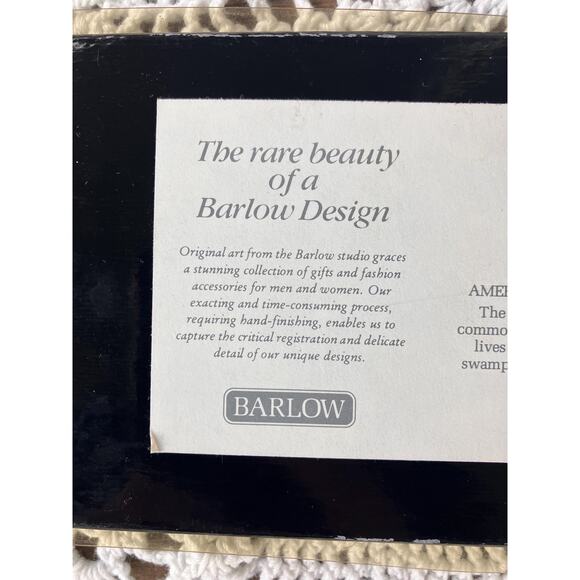 The rare beauty
of a
Barlow Design
Original art from the Barlow studio graces
a stunning collection of gifts and fashion
accessories for men and women. Our
exacting and time-consuming process,
requiring hand-finishing, enables us to
capture the critical registration and delicate
detail of our unique designs.
BARLOW
The
lives